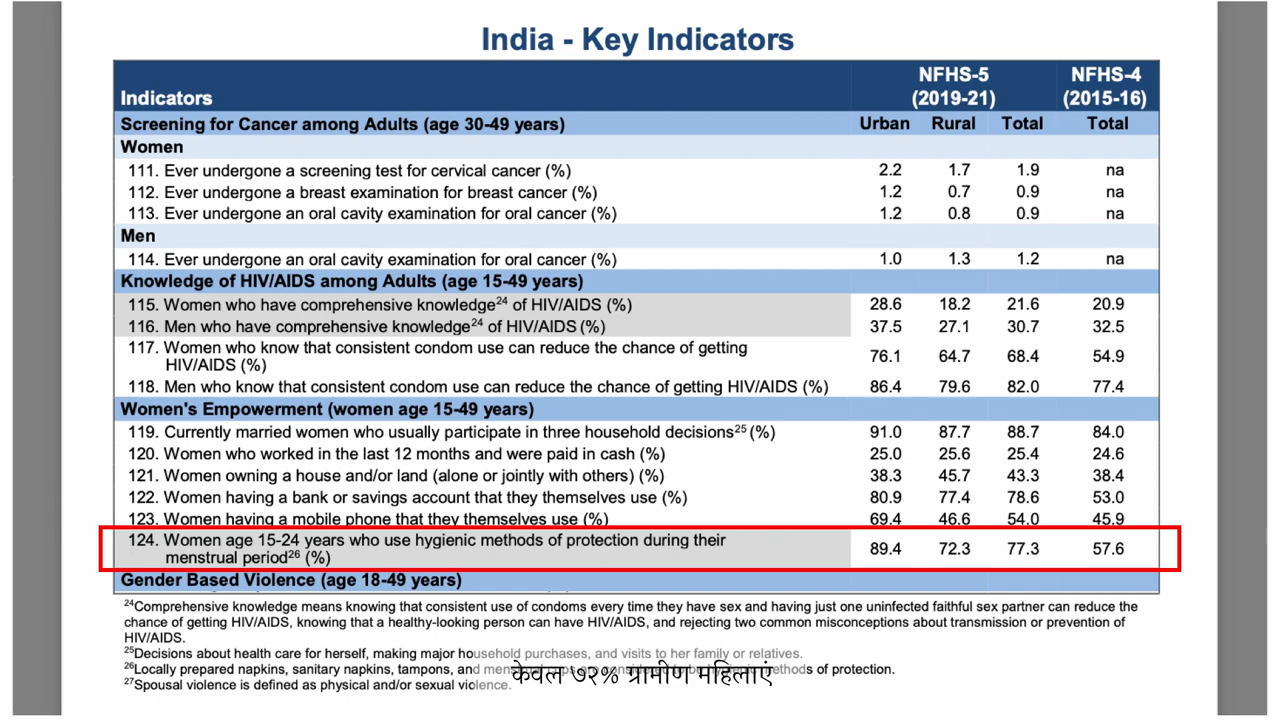 India - Key Indicators
Indicators NFHS-5 (2019-21) NFHS-4 (2015-16)
Screening for Cancer among Adults (age 30-49 years) Urban Rural Total Total
Women
111. Ever undergone a screening test for cervical cancer (%) 2.2 1.7 1.9 na
112. Ever undergone a breast examination for breast cancer (%) 1.2 0.7 0.9 na
113. Ever undergone an oral cavity examination for oral cancer (%) 1.2 0.8 0.9 na
Men
114. Ever undergone an oral cavity examination for oral cancer (%) 1.0 1.3 1.2 na
Knowledge of HIV/AIDS among Adults (age 15-49 years)
115. Women who have comprehensive knowledge24 of HIV/AIDS (%) 28.6 18.2 21.6 20.9
116. Men who have comprehensive knowledge24 of HIV/AIDS (%) 37.5 27.1 30.7 32.5
117. Women who know that consistent condom use can reduce the chance of getting
HIV/AIDS (%) 76.1 64.7 68.4 54.9
118. Men who know that consistent condom use can reduce the chance of getting HIV/AIDS (%) 86.4 79.6 82.0 77.4
Women's Empowerment (women age 15-49 years)
119. Currently married women who usually participate in three household decisions25 (%) 91.0 87.7 88.7 84.0
120. Women who worked in the last 12 months and were paid in cash (%) 25.0 25.6 25.4 24.6
121. Women owning a house and/or land (alone or jointly with others) (%) 38.3 45.7 43.3 38.4
122. Women having a bank or savings account that they themselves use (%) 80.9 77.4 78.6 53.0
123. Women having a mobile phone that they themselves use (%) 69.4 46.6 54.0 45.9
124. Women age 15-24 years who use hygienic methods of protection during their
menstrual period26 (%) 89.4 72.3 77.3 57.6
Gender Based Violence (age 18-49 years)
24Comprehensive knowledge means knowing that consistent use of condoms every time they have sex and having just one uninfected faithful sex partner can reduce the
chance of getting HIV/AIDS, knowing that a healthy-looking person can have HIV/AIDS, and rejecting two common misconceptions about transmission or prevention of
HIV/AIDS.
25Decisions about health care for herself, making major household purchases, and visits to her family or relatives.
26Locally prepared napkins, sanitary napkins, tampons, and menstrual cups are considered to be hygienic methods of protection.
27Spousal violence is defined as physical and/or sexual violence.
केवल ७२% ग्रामीण महिलाएं